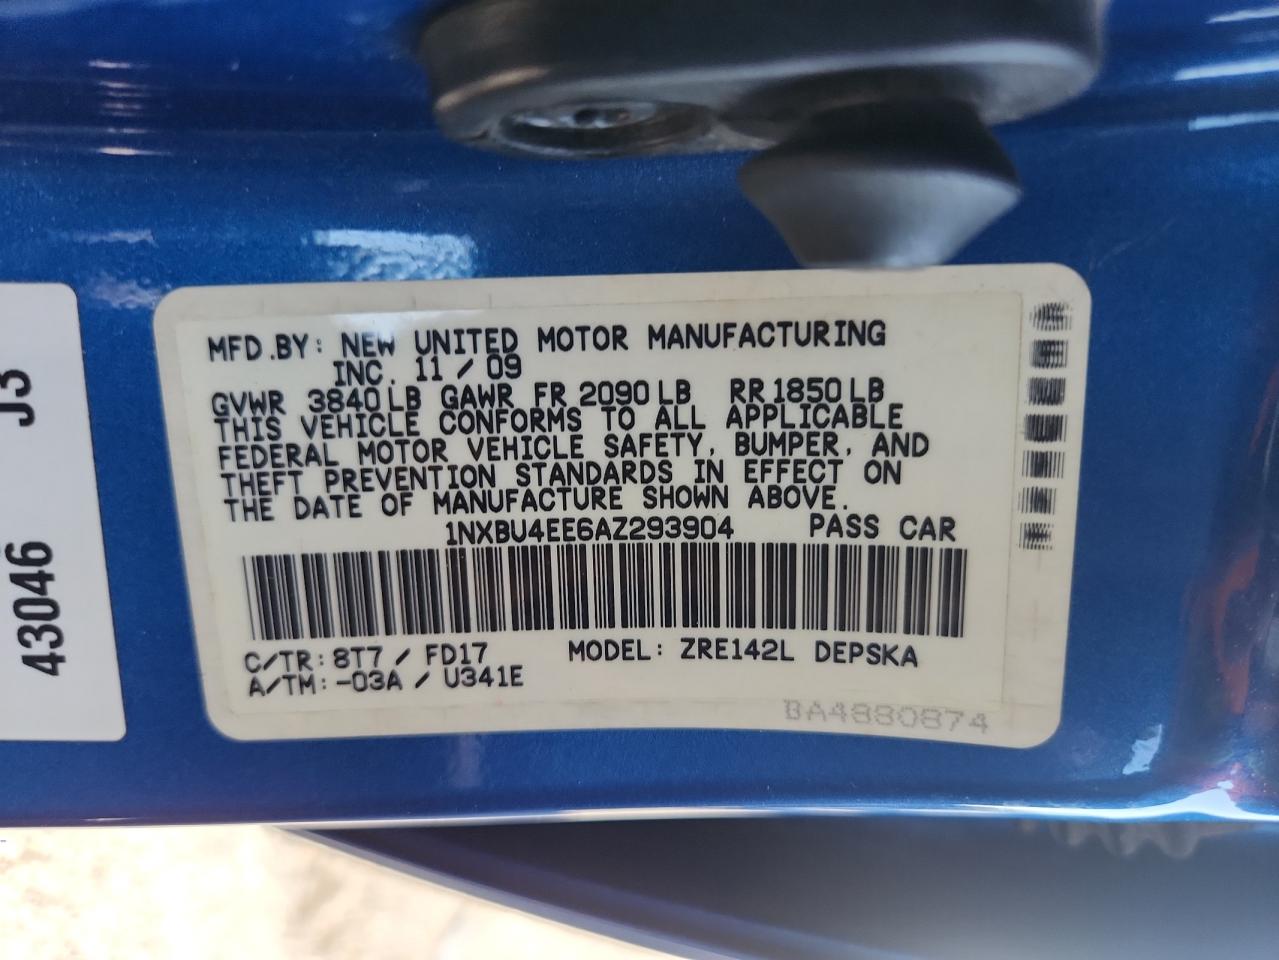 MFD.BY: NEW UNITED MOTOR MANUFACTURING
INC. 11 / 09
GVWR 3840 LB GAWR FR 2090 LB RR 1850 LB
THIS VEHICLE CONFORMS TO ALL APPLICABLE
FEDERAL MOTOR VEHICLE SAFETY, BUMPER, AND
THEFT PREVENTION STANDARDS IN EFFECT ON
THE DATE OF MANUFACTURE SHOWN ABOVE.
1NXBU4EE6AZ293904 PASS CAR
C/TR: 8T7 / FD17 MODEL: ZRE142L DEPSKA
A/TM: -03A / U341E
BA4880874
43046 J3